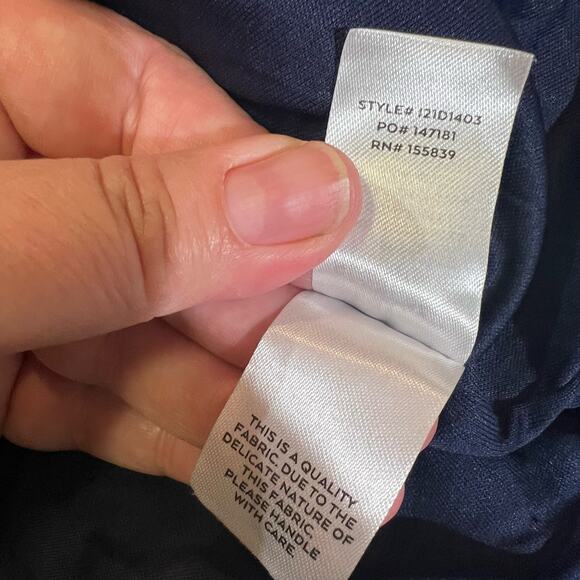 STYLE# I21D1403
PO# 147181
RN# 155839
THIS IS A QUALITY
FABRIC. DUE TO THE
DELICATE NATURE OF
THIS FABRIC,
PLEASE HANDLE
WITH CARE.